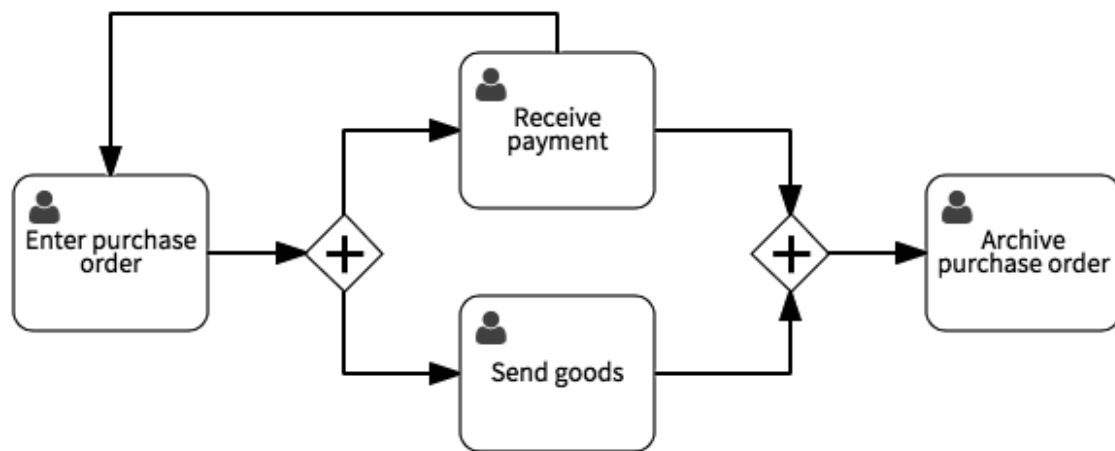 Receive
payment
Enter purchase
order
Archive
purchase order
Send goods